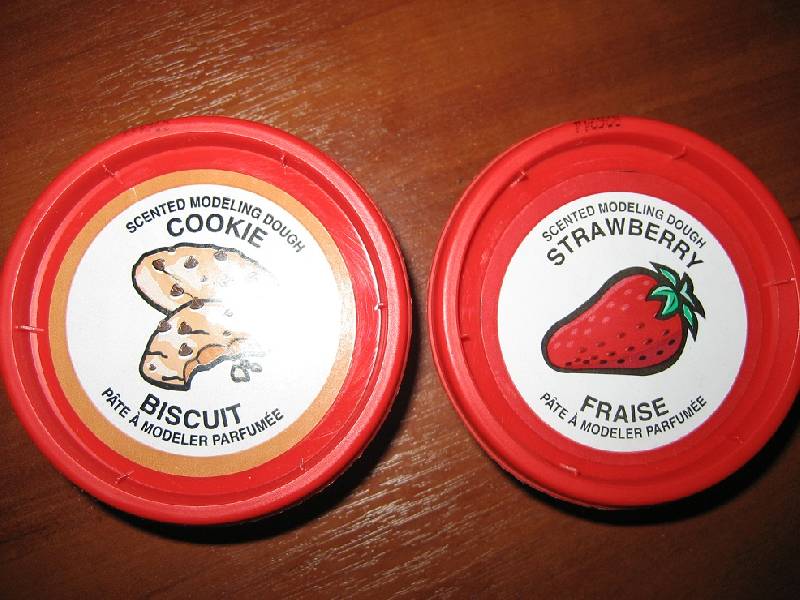 SCENTED MODELING DOUGH
COOKIE
BISCUIT
PÂTE À MODELER PARFUMÉE
SCENTED MODELING DOUGH
STRAWBERRY
FRAISE
PÂTE À MODELER PARFUMÉE